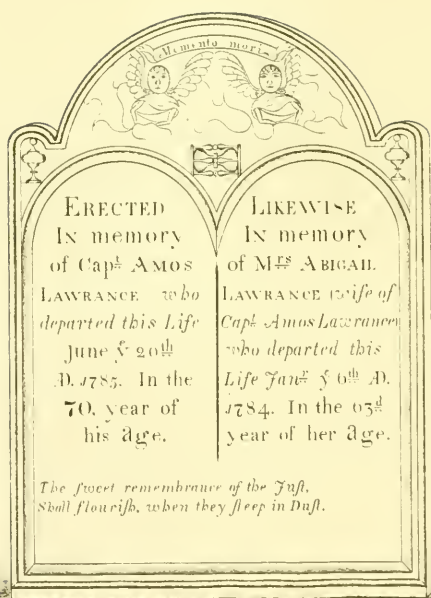 Memento mori
ERECTED
In memory
of Capt AMOS
LAWRANCE who
departed this Life
June ye 20th
AD. 1785. In the
70. year of
his age.
LIKEWISE
In memory
of Mrs ABIGAIL
LAWRANCE wife of
Capt Amos Lawrance
who departed this
Life Janr ye 6th AD.
1784. In the 63d
year of her age.
The ſweet remembrance of the Juſt,
Shall flouriſh, when they ſleep in Duſt.